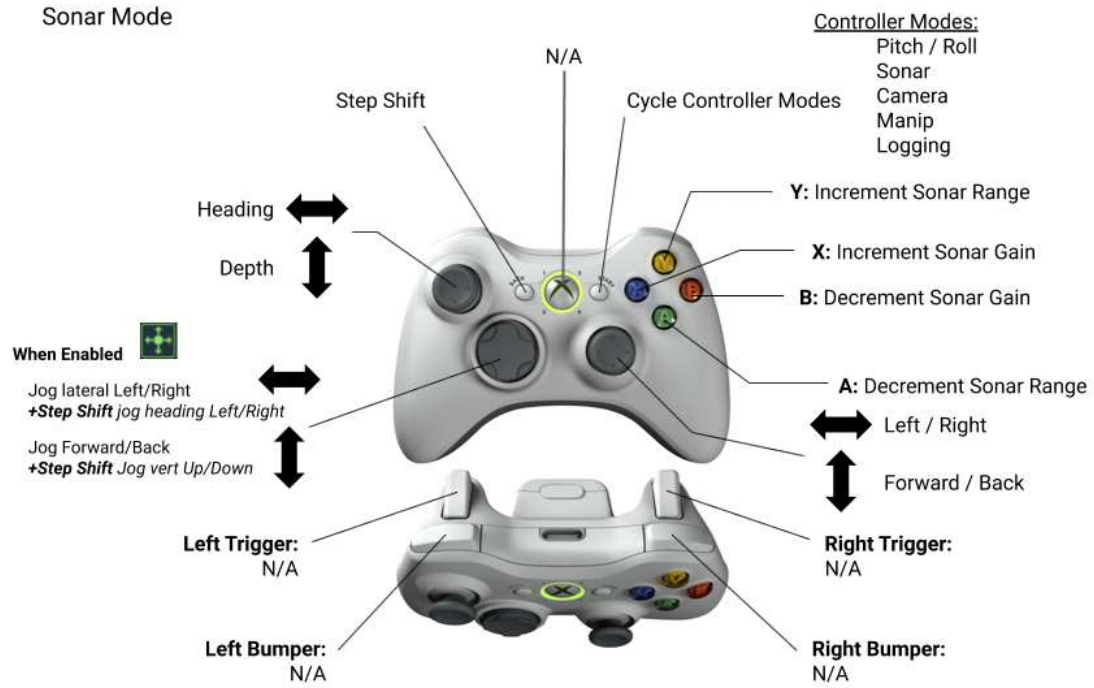 Sonar Mode
Controller Modes:
Pitch / Roll
Sonar
Camera
Manip
Logging
N/A
Step Shift
Cycle Controller Modes
Y: Increment Sonar Range
Heading
X: Increment Sonar Gain
Depth
B: Decrement Sonar Gain
When Enabled
Jog lateral Left/Right
+Step Shift jog heading Left/Right
A: Decrement Sonar Range
Left / Right
Jog Forward/Back
+Step Shift Jog vert Up/Down
Forward / Back
Left Trigger:
N/A
Right Trigger:
N/A
Left Bumper:
N/A
Right Bumper:
N/A
Y
X
B
A